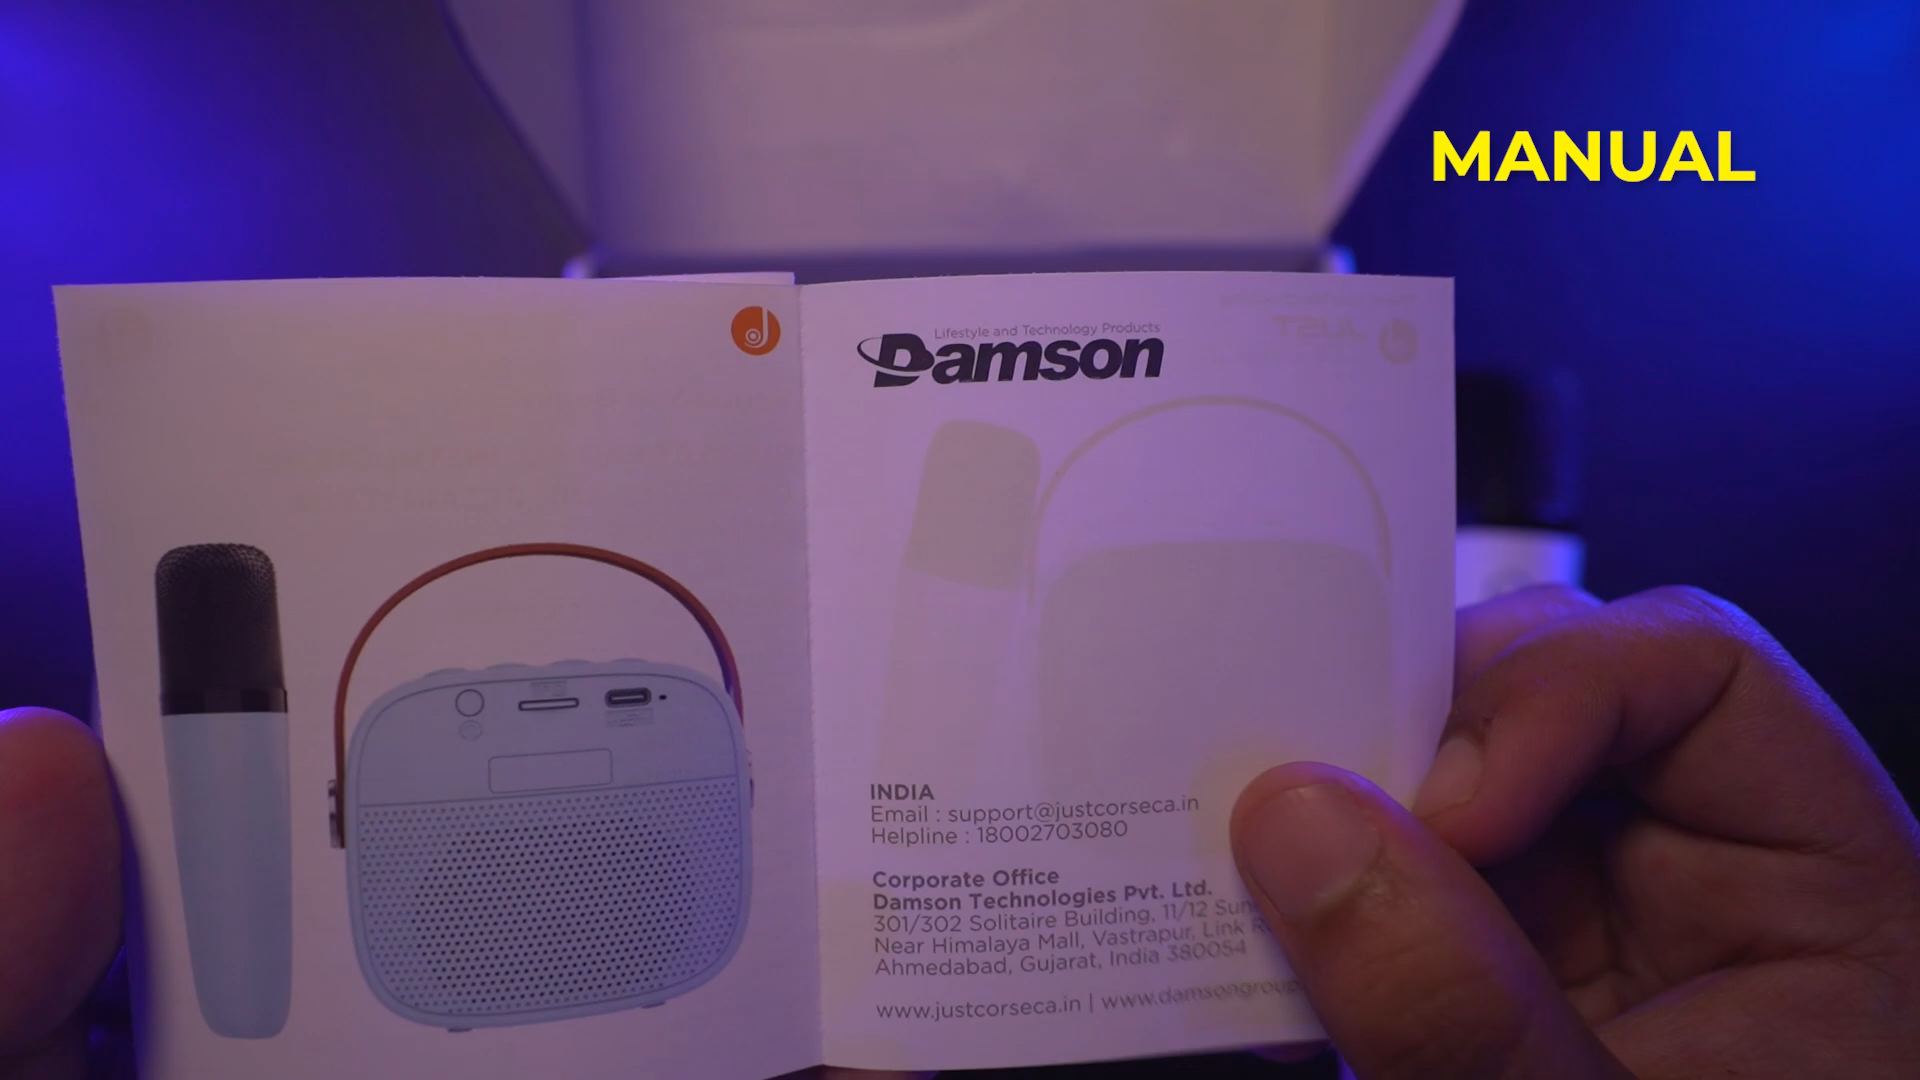 MANUAL
Lifestyle and Technology Products
Damson
INDIA
Email : support@justcorseca.in
Helpline : 18002703080
Corporate Office
Damson Technologies Pvt. Ltd.
301/302 Solitaire Building, 11/12
Near Himalaya Mall, Vastrapur, Link
Ahmedabad, Gujarat, India 380054
www.justcorseca.in | www.damsongroup